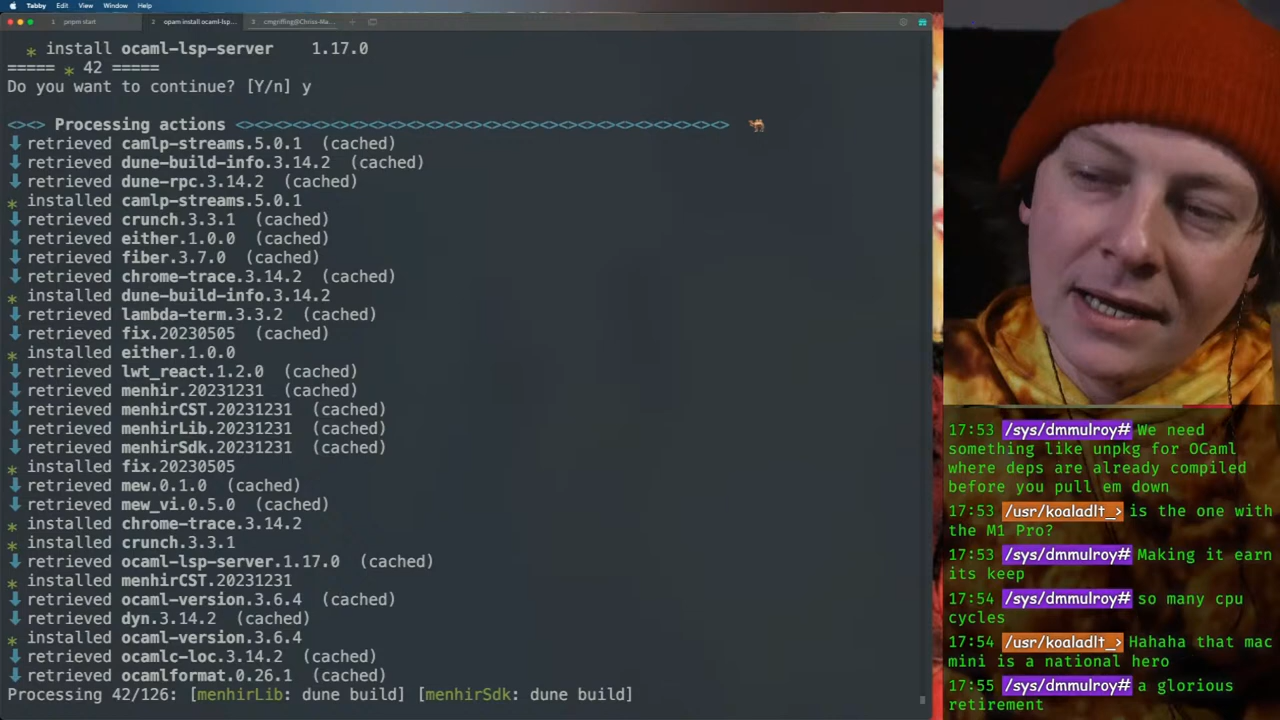 Tabby Edit View Window Help
1 pnpm start 2 opam install ocaml-lsp... 3 cmgriffing@Chriss-Ma...
* install ocaml-lsp-server 1.17.0
===== * 42 =====
Do you want to continue? [Y/n] y
<><> Processing actions <><><><><><><><><><><><><><><><><><><><><><><><><><>
retrieved camlp-streams.5.0.1 (cached)
retrieved dune-build-info.3.14.2 (cached)
retrieved dune-rpc.3.14.2 (cached)
* installed camlp-streams.5.0.1
retrieved crunch.3.3.1 (cached)
retrieved either.1.0.0 (cached)
retrieved fiber.3.7.0 (cached)
retrieved chrome-trace.3.14.2 (cached)
* installed dune-build-info.3.14.2
retrieved lambda-term.3.3.2 (cached)
retrieved fix.20230505 (cached)
* installed either.1.0.0
retrieved lwt_react.1.2.0 (cached)
retrieved menhir.20231231 (cached)
retrieved menhirCST.20231231 (cached)
retrieved menhirLib.20231231 (cached)
retrieved menhirSdk.20231231 (cached)
* installed fix.20230505
retrieved mew.0.1.0 (cached)
retrieved mew_vi.0.5.0 (cached)
* installed chrome-trace.3.14.2
* installed crunch.3.3.1
retrieved ocaml-lsp-server.1.17.0 (cached)
* installed menhirCST.20231231
retrieved ocaml-version.3.6.4 (cached)
retrieved dyn.3.14.2 (cached)
* installed ocaml-version.3.6.4
retrieved ocamlc-loc.3.14.2 (cached)
retrieved ocamlformat.0.26.1 (cached)
Processing 42/126: [menhirLib: dune build] [menhirSdk: dune build]
17:53 /sys/dmmulroy# We need
something like unpkg for OCaml
where deps are already compiled
before you pull em down
17:53 /usr/koaladlt_> is the one with
the M1 Pro?
17:53 /sys/dmmulroy# Making it earn
its keep
17:54 /sys/dmmulroy# so many cpu
cycles
17:54 /usr/koaladlt_> Hahaha that mac
mini is a national hero
17:55 /sys/dmmulroy# a glorious
retirement